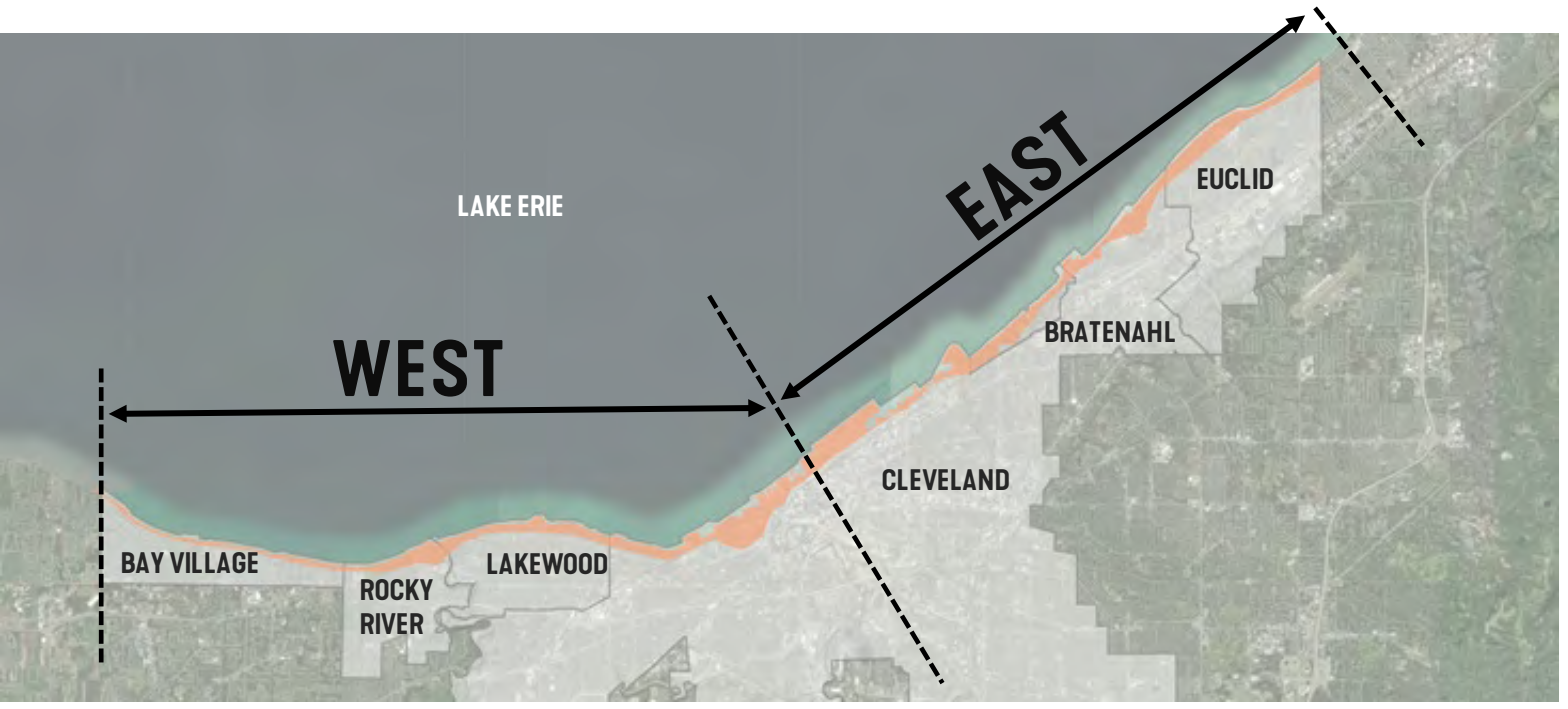 EAST
EUCLID
LAKE ERIE
BRATENAHL
WEST
CLEVELAND
BAY VILLAGE
LAKEWOOD
ROCKY
RIVER